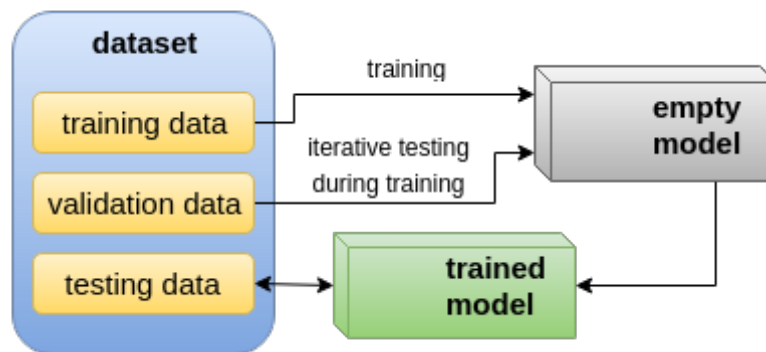 dataset
training data
validation data
testing data
training
iterative testing
during training
empty
model
trained
model